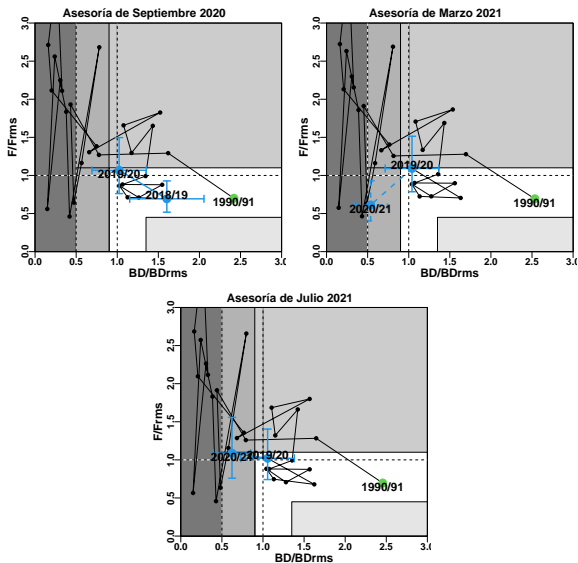 Asesoría de Septiembre 2020
F/Frms
0.0 0.5 1.0 1.5 2.0 2.5 3.0
2019/20
2018/19
1990/91
0.0 0.5 1.0 1.5 2.0 2.5 3.0
BD/BDrms
Asesoría de Marzo 2021
F/Frms
0.0 0.5 1.0 1.5 2.0 2.5 3.0
2019/20
2020/21
1990/91
0.0 0.5 1.0 1.5 2.0 2.5 3.0
BD/BDrms
Asesoría de Julio 2021
F/Frms
0.0 0.5 1.0 1.5 2.0 2.5 3.0
2020/21
2019/20
1990/91
0.0 0.5 1.0 1.5 2.0 2.5 3.0
BD/BDrms